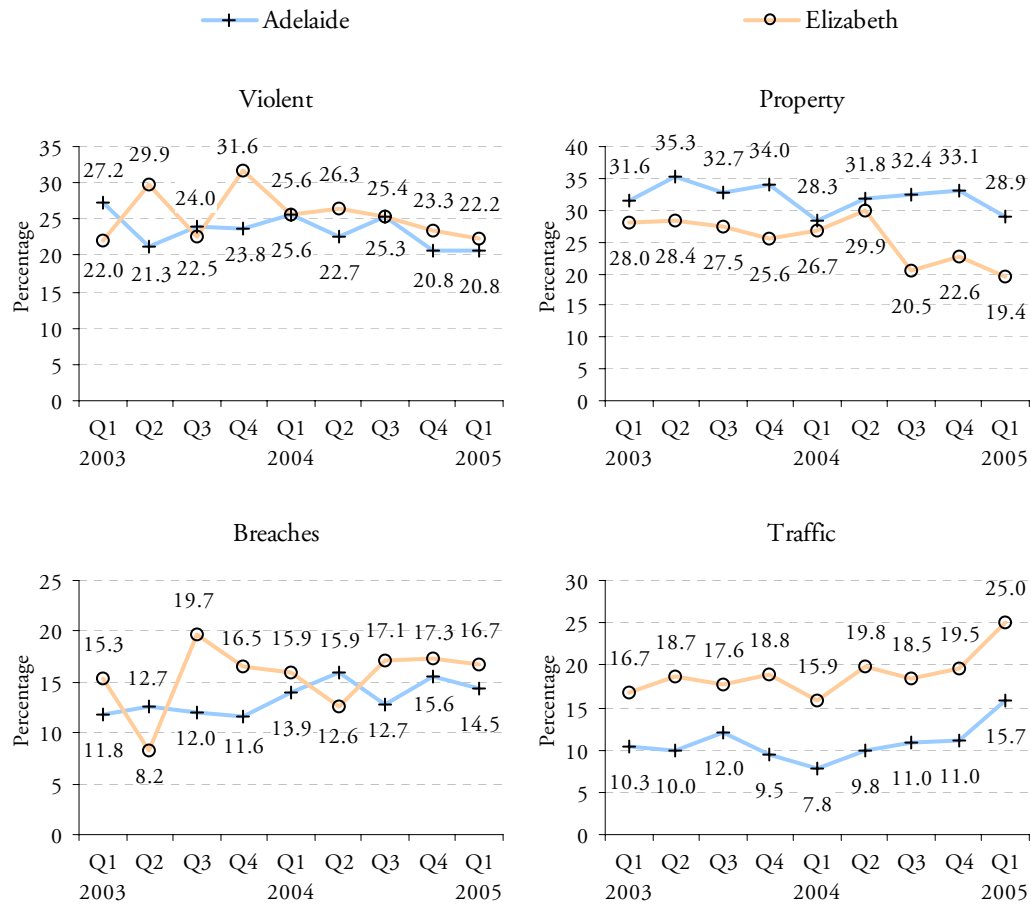 Adelaide Elizabeth
Violent
Percentage
35
30
25
20
15
10
5
0
27.2 29.9 24.0 31.6 25.6 26.3 25.4 23.3 22.2
22.0 21.3 22.5 23.8 25.6 22.7 25.3 20.8 20.8
Q1 Q2 Q3 Q4 Q1 Q2 Q3 Q4 Q1
2003 2004 2005
Property
Percentage
40
35
30
25
20
15
10
5
0
31.6 35.3 32.7 34.0 28.3 31.8 32.4 33.1 28.9
28.0 28.4 27.5 25.6 26.7 29.9 20.5 22.6 19.4
Q1 Q2 Q3 Q4 Q1 Q2 Q3 Q4 Q1
2003 2004 2005
Breaches
Percentage
25
20
15
10
5
0
15.3 12.7 19.7 16.5 15.9 15.9 17.1 17.3 16.7
11.8 8.2 12.0 11.6 13.9 12.6 12.7 15.6 14.5
Q1 Q2 Q3 Q4 Q1 Q2 Q3 Q4 Q1
2003 2004 2005
Traffic
Percentage
30
25
20
15
10
5
0
16.7 18.7 17.6 18.8 15.9 19.8 18.5 19.5 25.0
10.3 10.0 12.0 9.5 7.8 9.8 11.0 11.0 15.7
Q1 Q2 Q3 Q4 Q1 Q2 Q3 Q4 Q1
2003 2004 2005